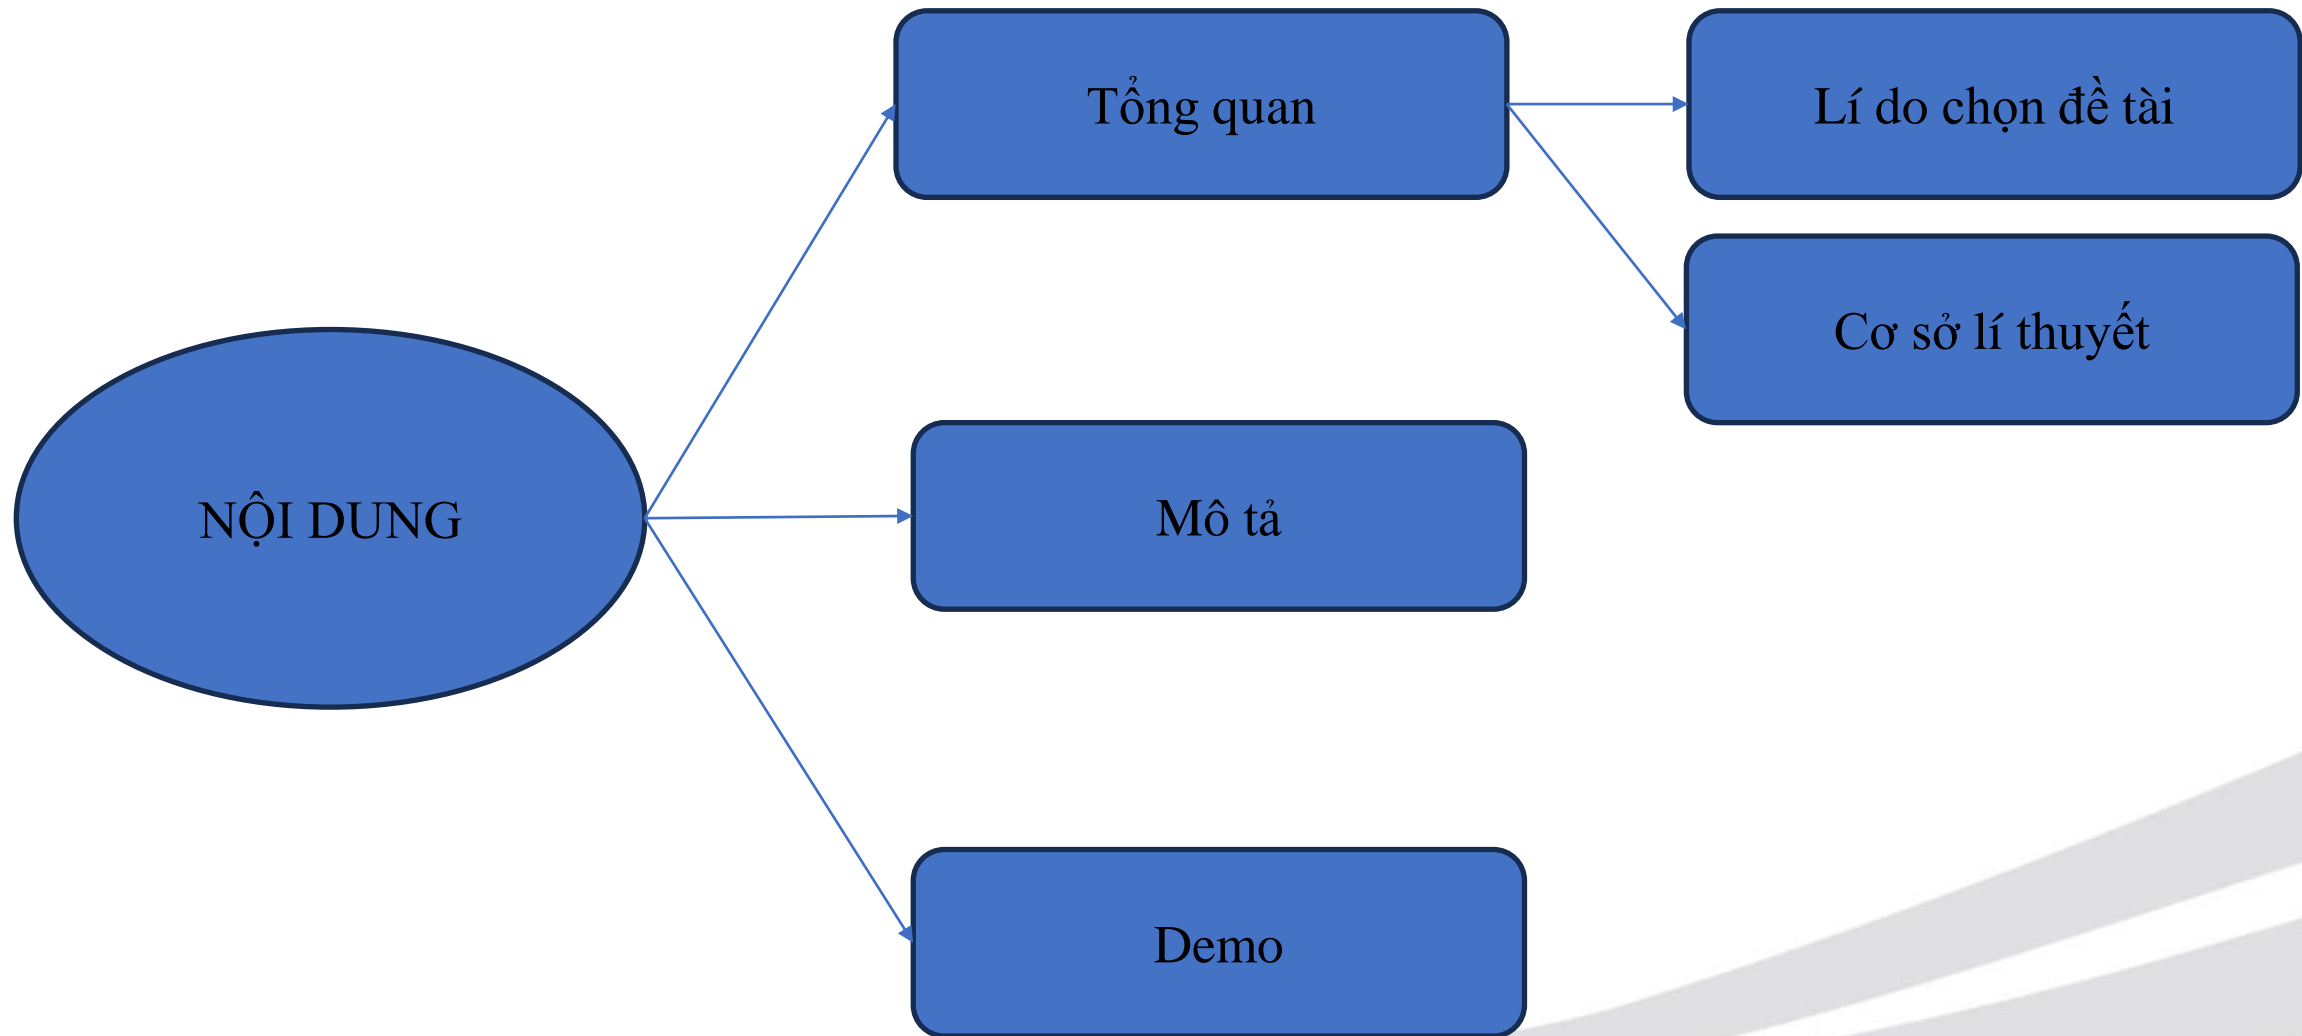 Tổng quan
Lí do chọn đề tài
Cơ sở lí thuyết
NỘI DUNG
Mô tả
Demo